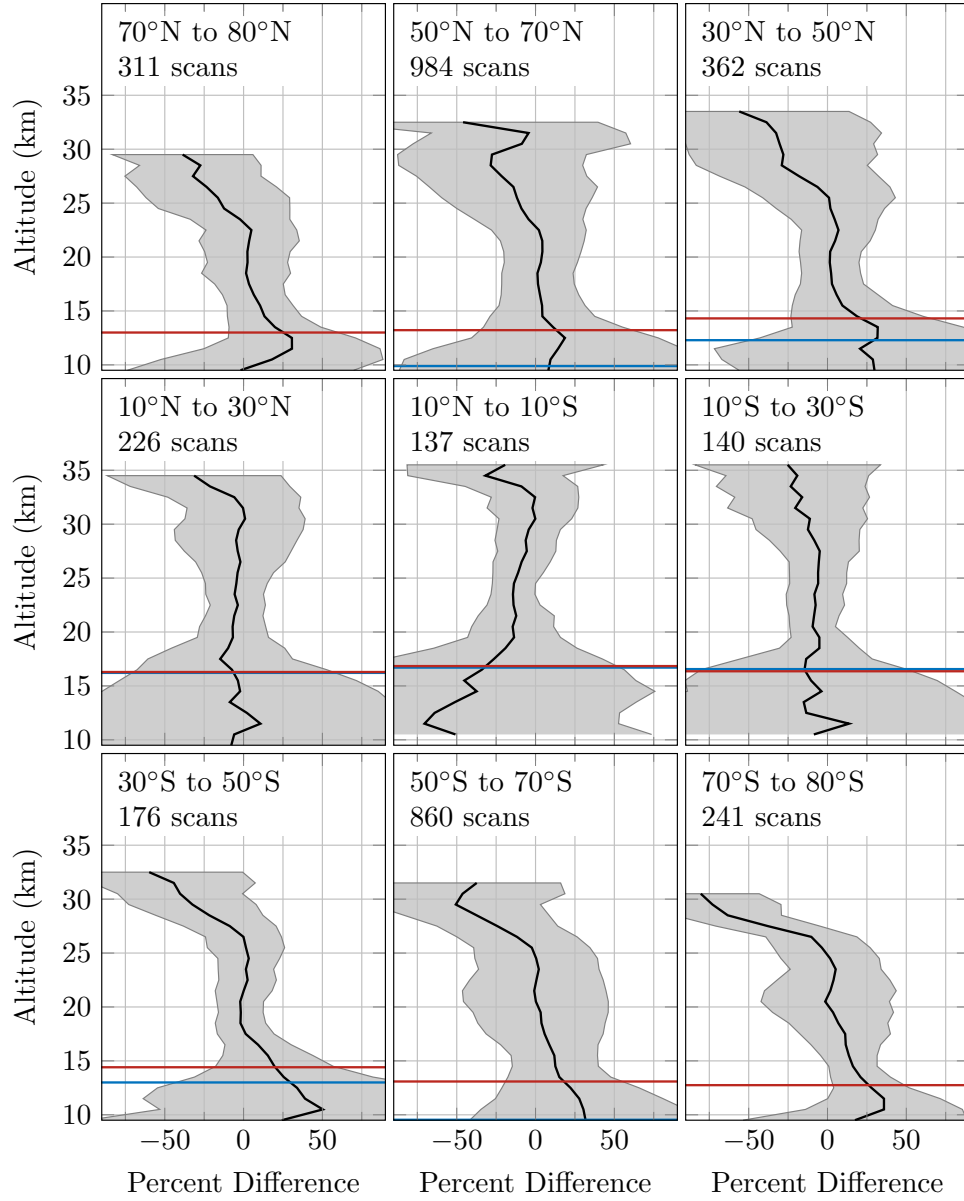 70°N to 80°N
311 scans
50°N to 70°N
984 scans
30°N to 50°N
362 scans
35
30
25
20
15
10
Altitude (km)
10°N to 30°N
226 scans
10°N to 10°S
137 scans
10°S to 30°S
140 scans
35
30
25
20
15
10
Altitude (km)
30°S to 50°S
176 scans
50°S to 70°S
860 scans
70°S to 80°S
241 scans
35
30
25
20
15
10
Altitude (km)
−50 0 50
−50 0 50
−50 0 50
Percent Difference
Percent Difference
Percent Difference